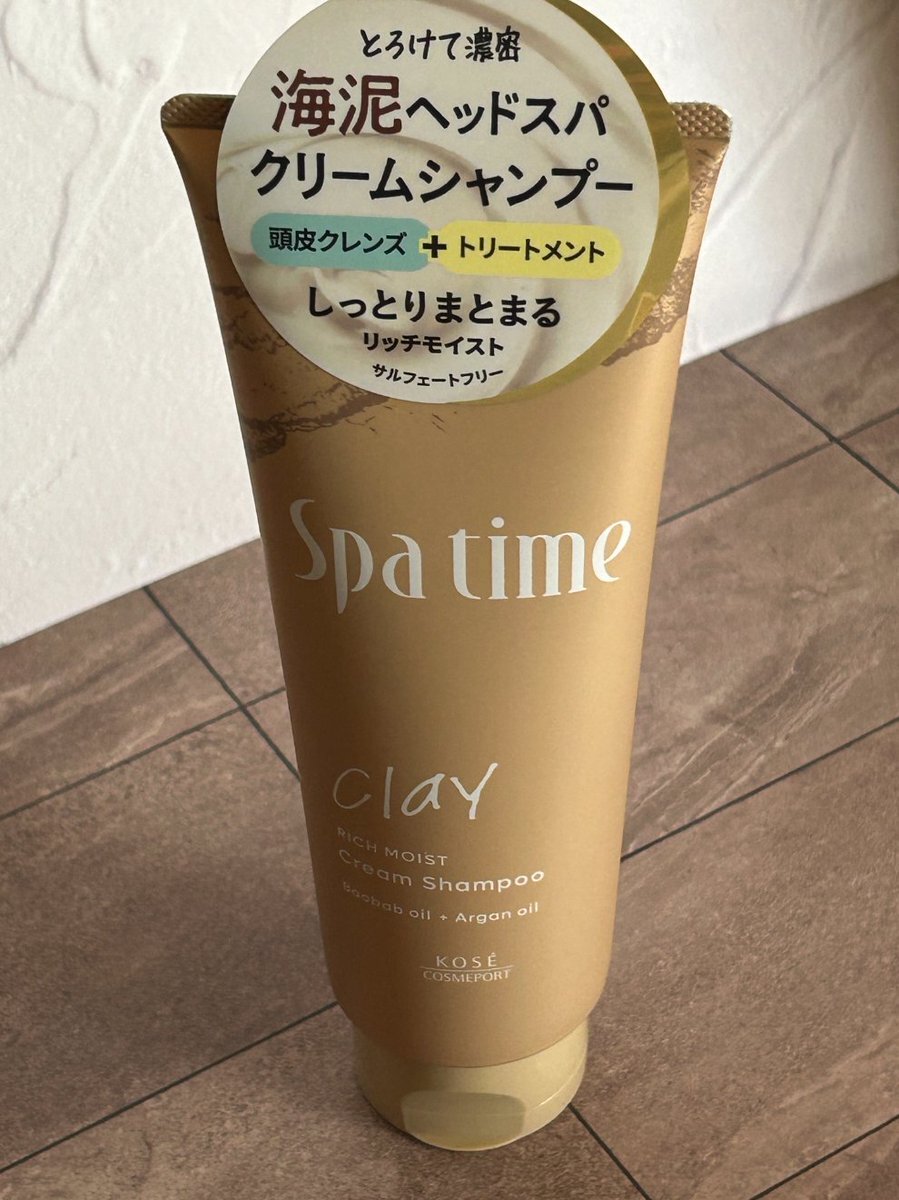 とろけて濃密
海泥ヘッドスパ
クリームシャンプー
頭皮クレンズ + トリートメント
しっとりまとまる
リッチモイスト
サルフェートフリー
Spa time
clay
RICH MOIST
Cream Shampoo
Baobab oil + Argan oil
KOSÉ
COSMEPORT